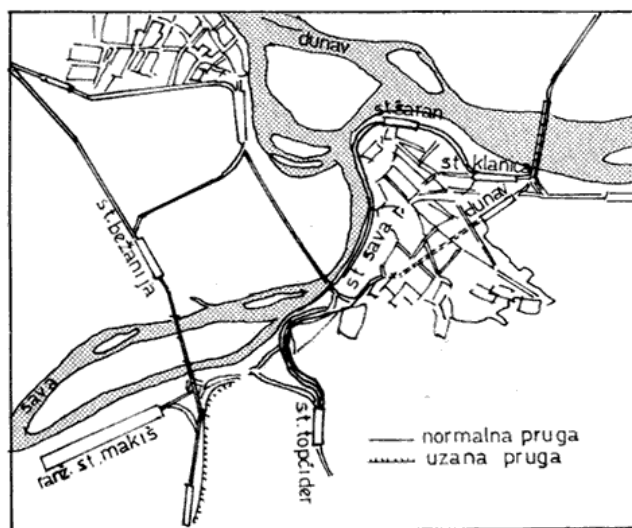 dunav
st.šafran
st. klanica
dunav
st. sava
st. bežanija
sava
ranž. st. makiš
st. topčider
normalna pruga
uzana pruga